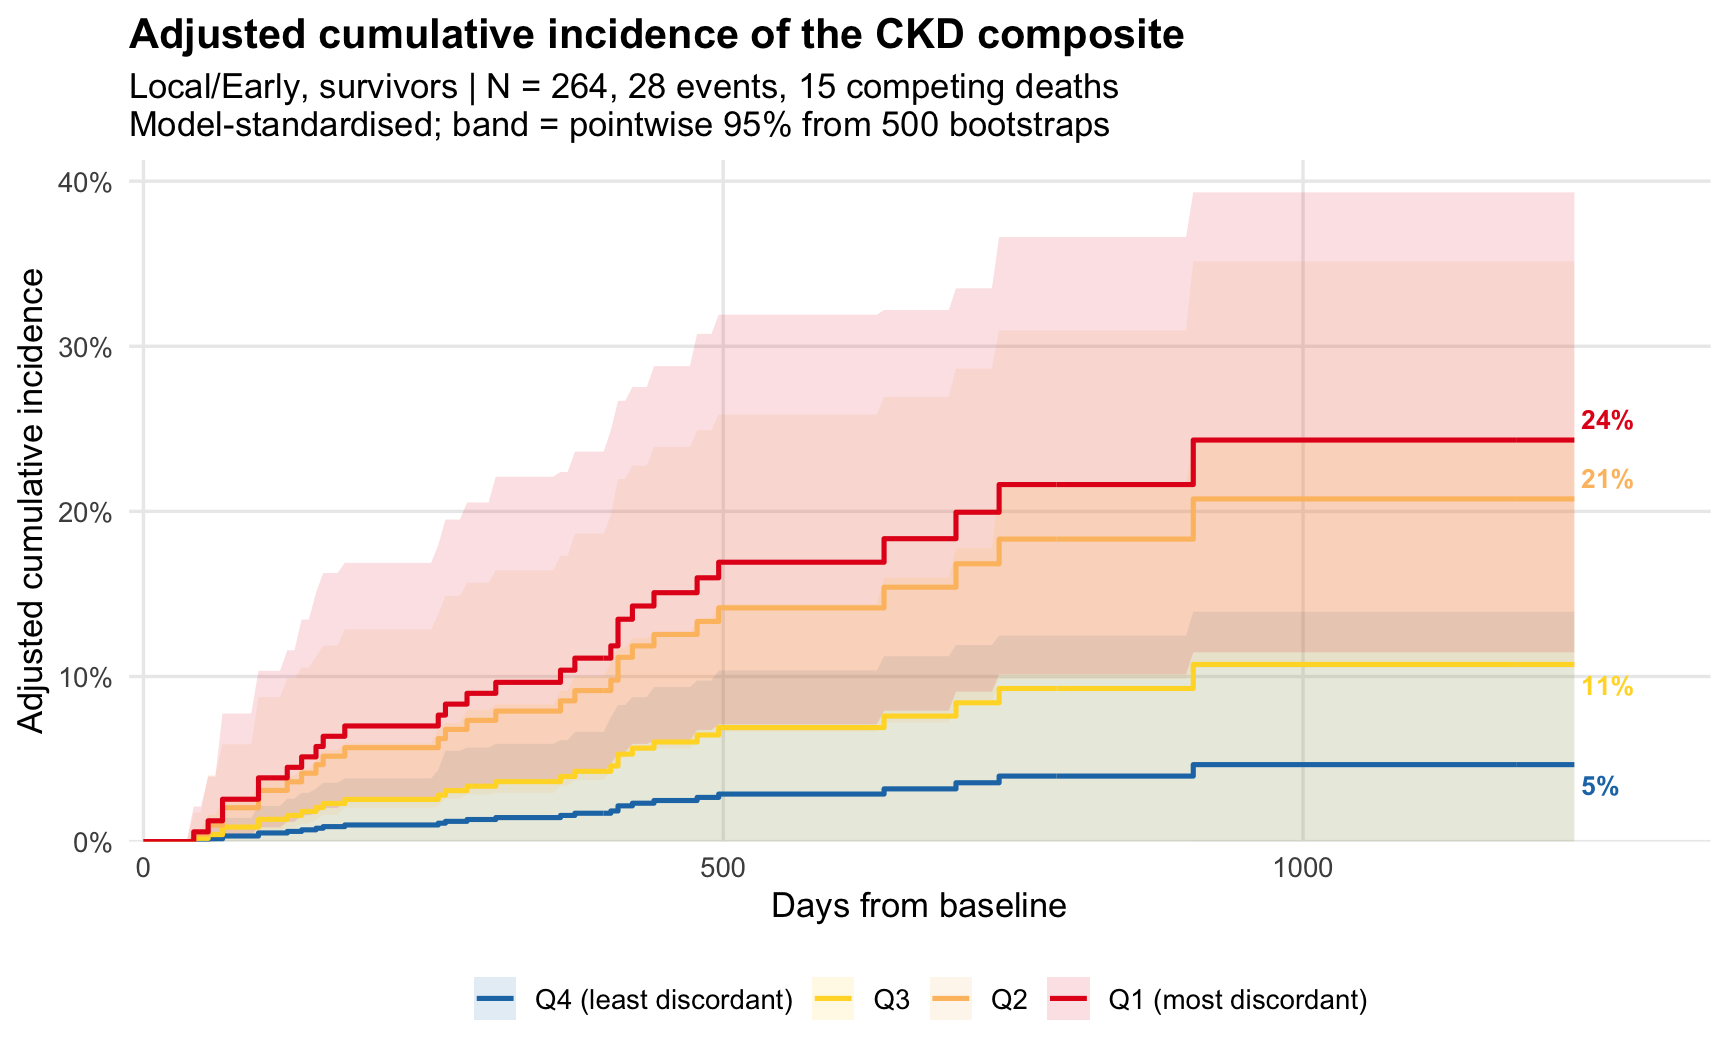 Adjusted cumulative incidence of the CKD composite
Local/Early, survivors | N = 264, 28 events, 15 competing deaths
Model-standardised; band = pointwise 95% from 500 bootstraps
Adjusted cumulative incidence
40%
30%
20%
10%
0%
24%
21%
11%
5%
0
500
1000
Days from baseline
Q4 (least discordant)
Q3
Q2
Q1 (most discordant)